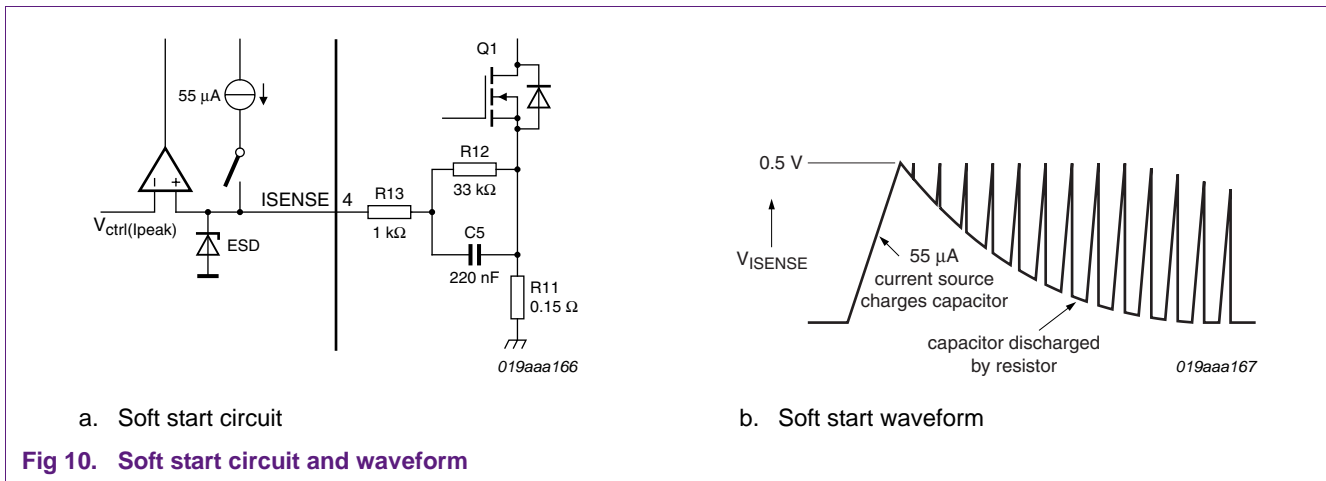 Q1
55 μA
R12
33 kΩ
ISENSE
4
R13
1 kΩ
C5
220 nF
R11
0.15 Ω
V_ctrl(Ipeak)
ESD
– +
019aaa166
0.5 V
V_ISENSE
55 μA
current source
charges capacitor
capacitor discharged
by resistor
019aaa167
a. Soft start circuit
b. Soft start waveform
Fig 10. Soft start circuit and waveform